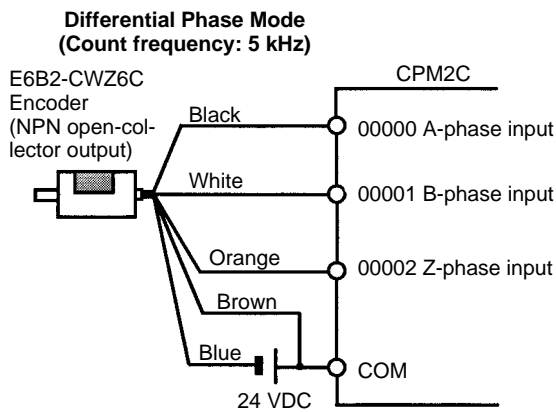 Differential Phase Mode
(Count frequency: 5 kHz)
E6B2-CWZ6C
Encoder
(NPN open-col-
lector output)
CPM2C
Black
00000 A-phase input
White
00001 B-phase input
Orange
00002 Z-phase input
Brown
Blue
COM
24 VDC